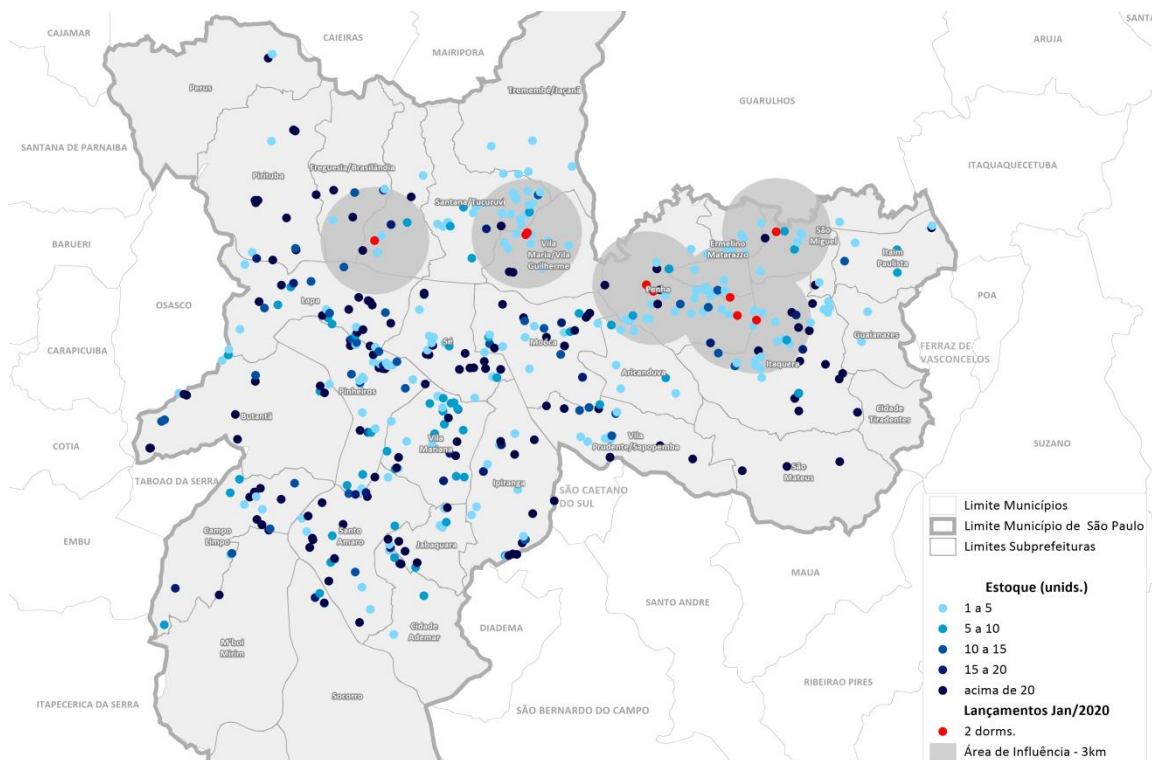 CAJAMAR
CAIEIRAS
MAIRIPORA
ARUJA
SANTA
Perus
Tremembé/Jaçanã
GUARULHOS
SANTANA DE PARNAIBA
Pirituba
Freguesia/Brasilândia
ITAQUAQUECETUBA
Santana/Tucuruvi
BARUERI
Vila
Maria/Vila
Guilherme
Ermelino
Matarazzo
São
Miguel
Itaim
Paulista
OSASCO
Lapa
Penha
POA
CARAPICUIBA
Sé
Mooca
Guaianazes
FERRAZ DE
VASCONCELOS
Pinheiros
Aricanduva
Itaquera
Butantã
Cidade
Tiradentes
COTIA
Vila
Mariana
Vila
Prudente/Sapopemba
SUZANO
TABOAO DA SERRA
Ipiranga
SÃO CAETANO
DO SUL
São
Mateus
EMBU
Campo
Limpo
Santo
Amaro
Jabaquara
MAUA
SANTO ANDRE
Cidade
Ademar
DIADEMA
M'boi
Mirim
Socorro
RIBEIRAO PIRES
ITAPECERICA DA SERRA
SÃO BERNARDO DO CAMPO
Limite Municípios
Limite Município de São Paulo
Limites Subprefeituras
Estoque (unids.)
1 a 5
5 a 10
10 a 15
15 a 20
acima de 20
Lançamentos Jan/2020
2 dorms.
Área de Influência - 3km